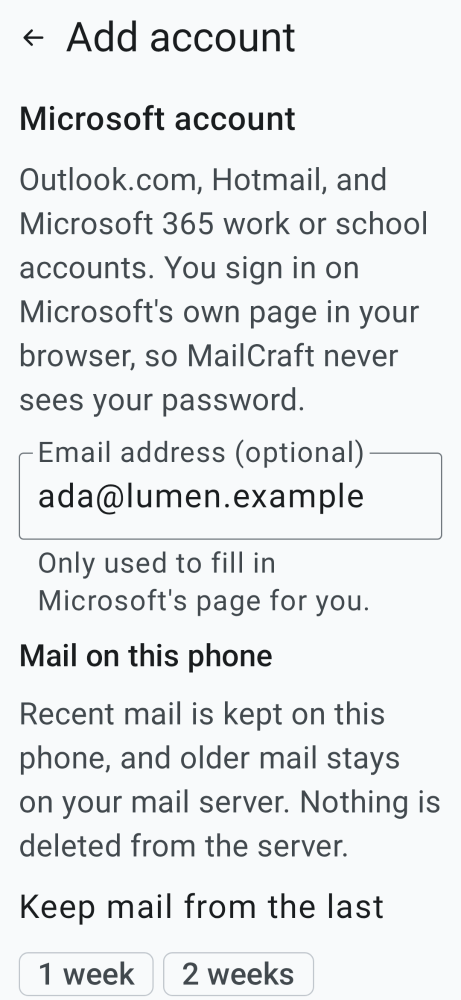 ← Add account
Microsoft account
Outlook.com, Hotmail, and
Microsoft 365 work or school
accounts. You sign in on
Microsoft's own page in your
browser, so MailCraft never
sees your password.
Email address (optional)
ada@lumen.example
Only used to fill in
Microsoft's page for you.
Mail on this phone
Recent mail is kept on this
phone, and older mail stays
on your mail server. Nothing is
deleted from the server.
Keep mail from the last
1 week 2 weeks